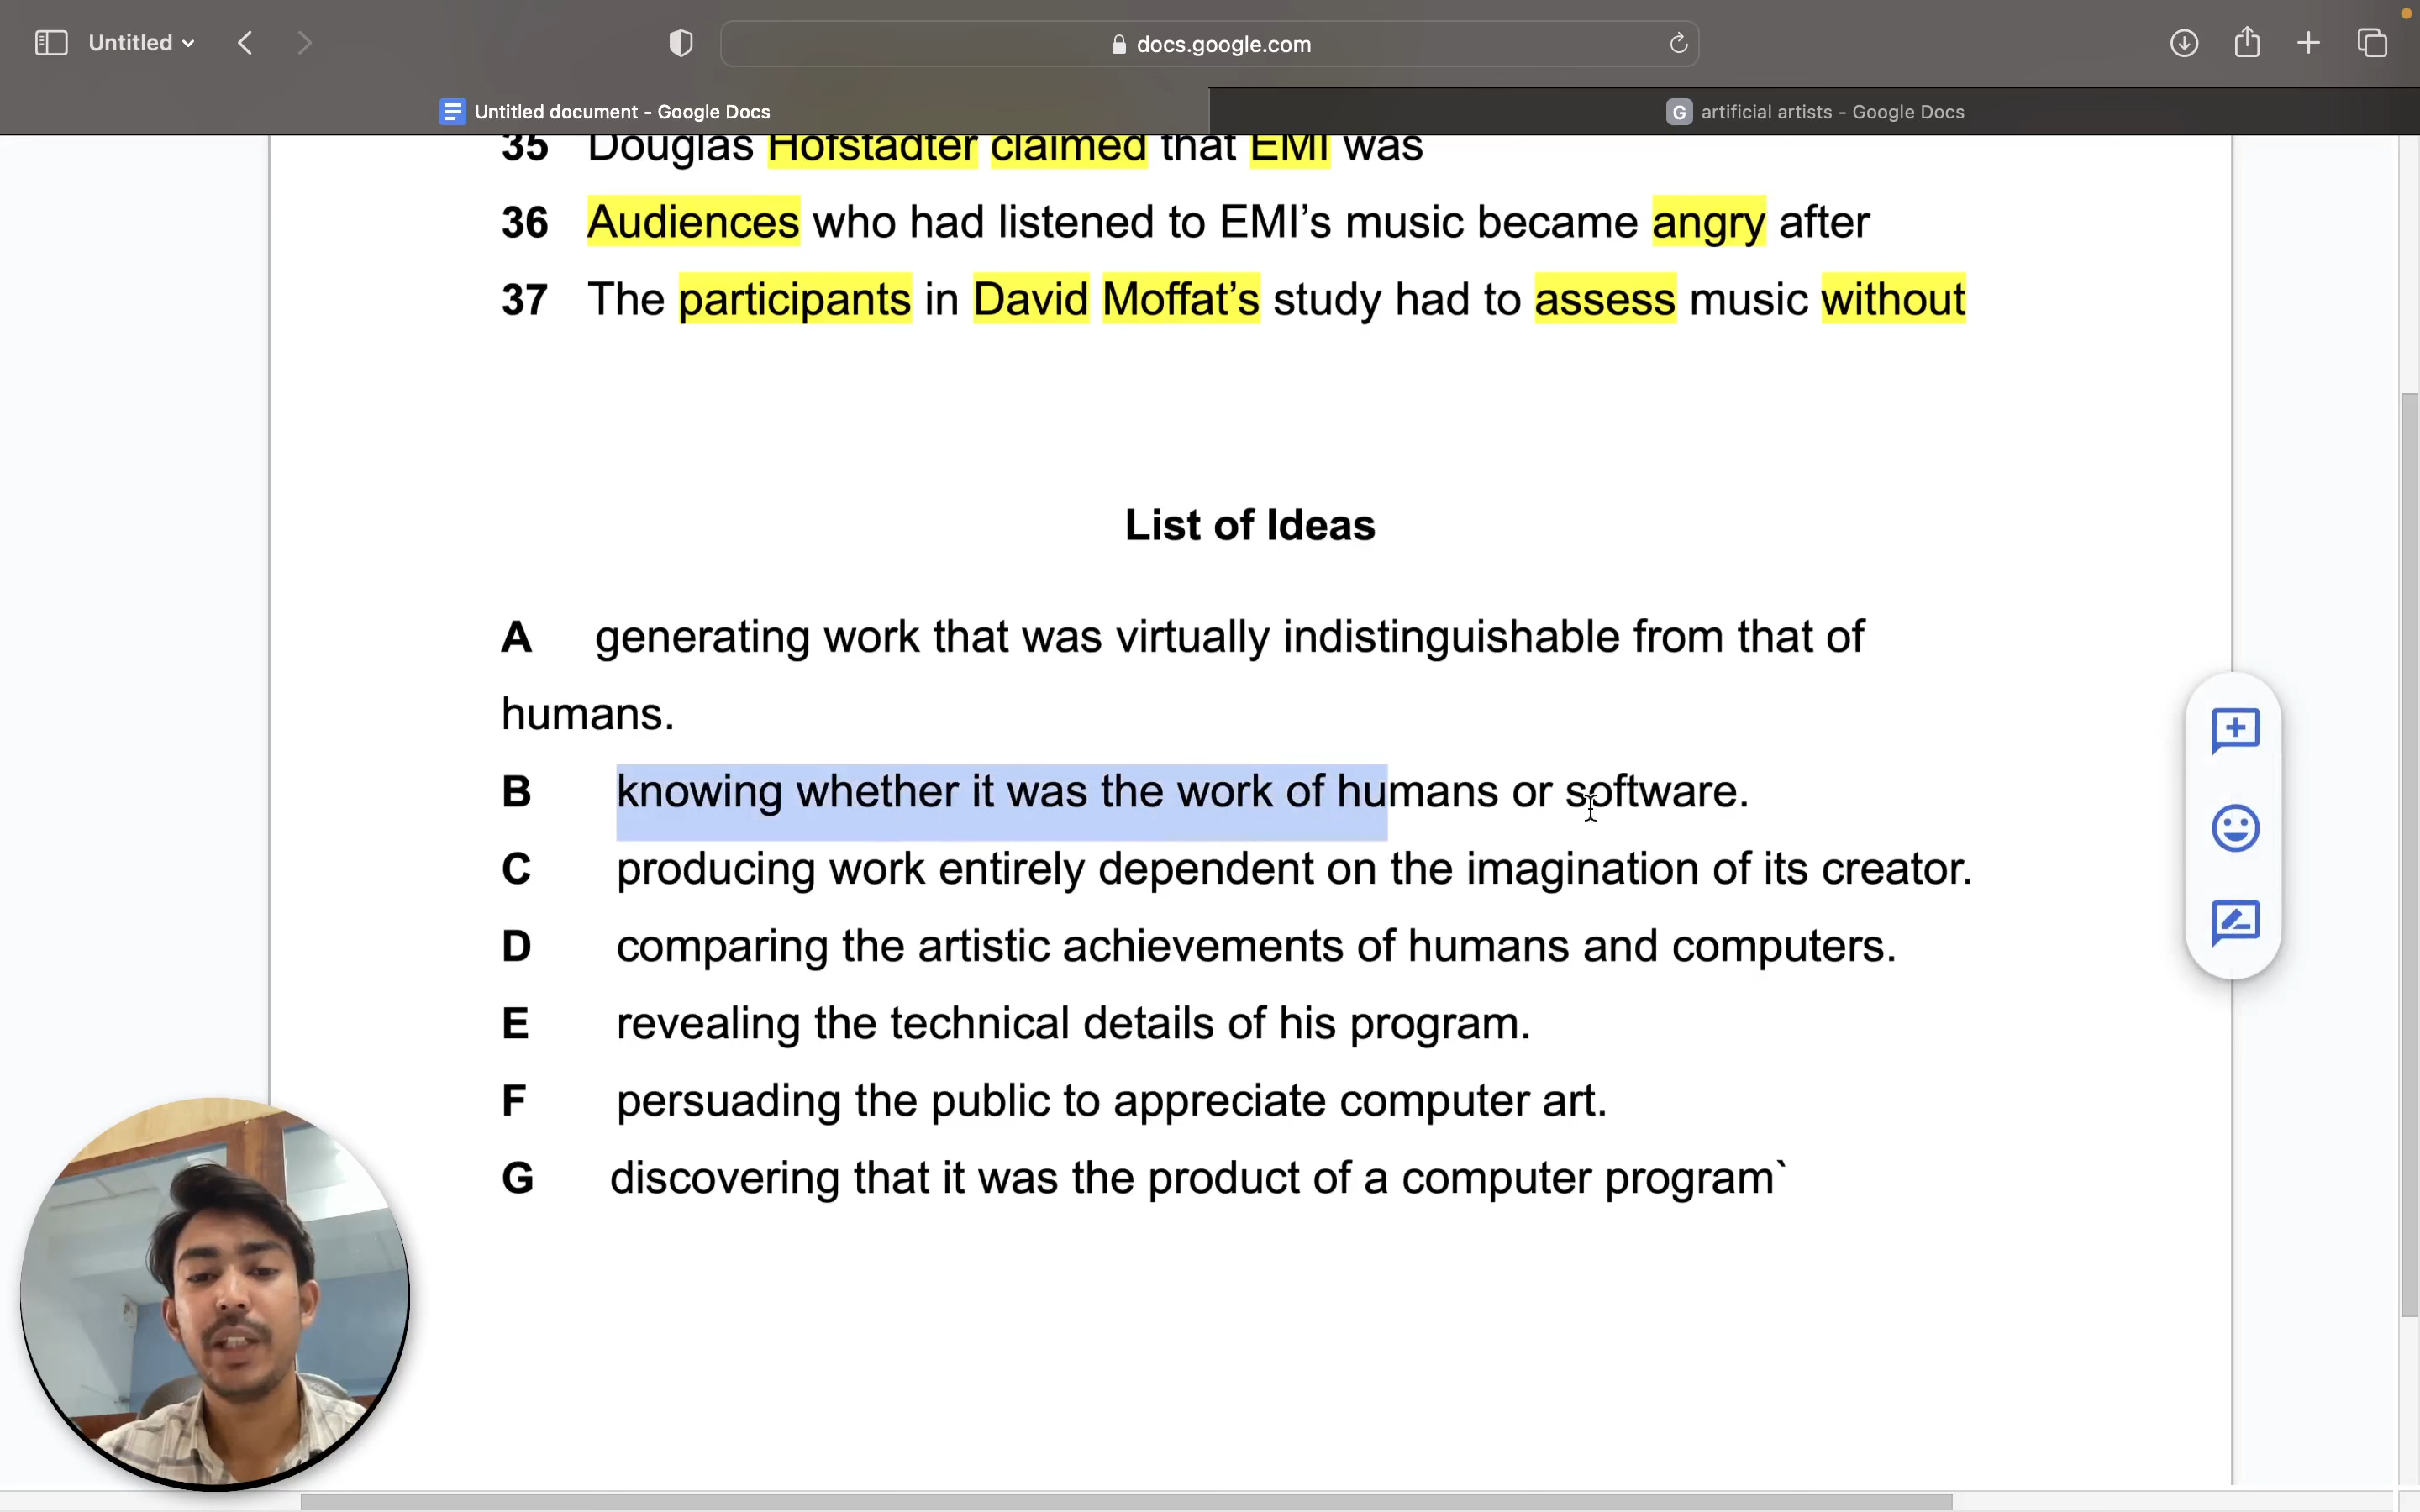 Untitled
docs.google.com
Untitled document - Google Docs
G artificial artists - Google Docs
35 Douglas Hofstadter claimed that EMI was
36 Audiences who had listened to EMI’s music became angry after
37 The participants in David Moffat’s study had to assess music without
List of Ideas
A generating work that was virtually indistinguishable from that of
humans.
B knowing whether it was the work of humans or software.
C producing work entirely dependent on the imagination of its creator.
D comparing the artistic achievements of humans and computers.
E revealing the technical details of his program.
F persuading the public to appreciate computer art.
G discovering that it was the product of a computer program`